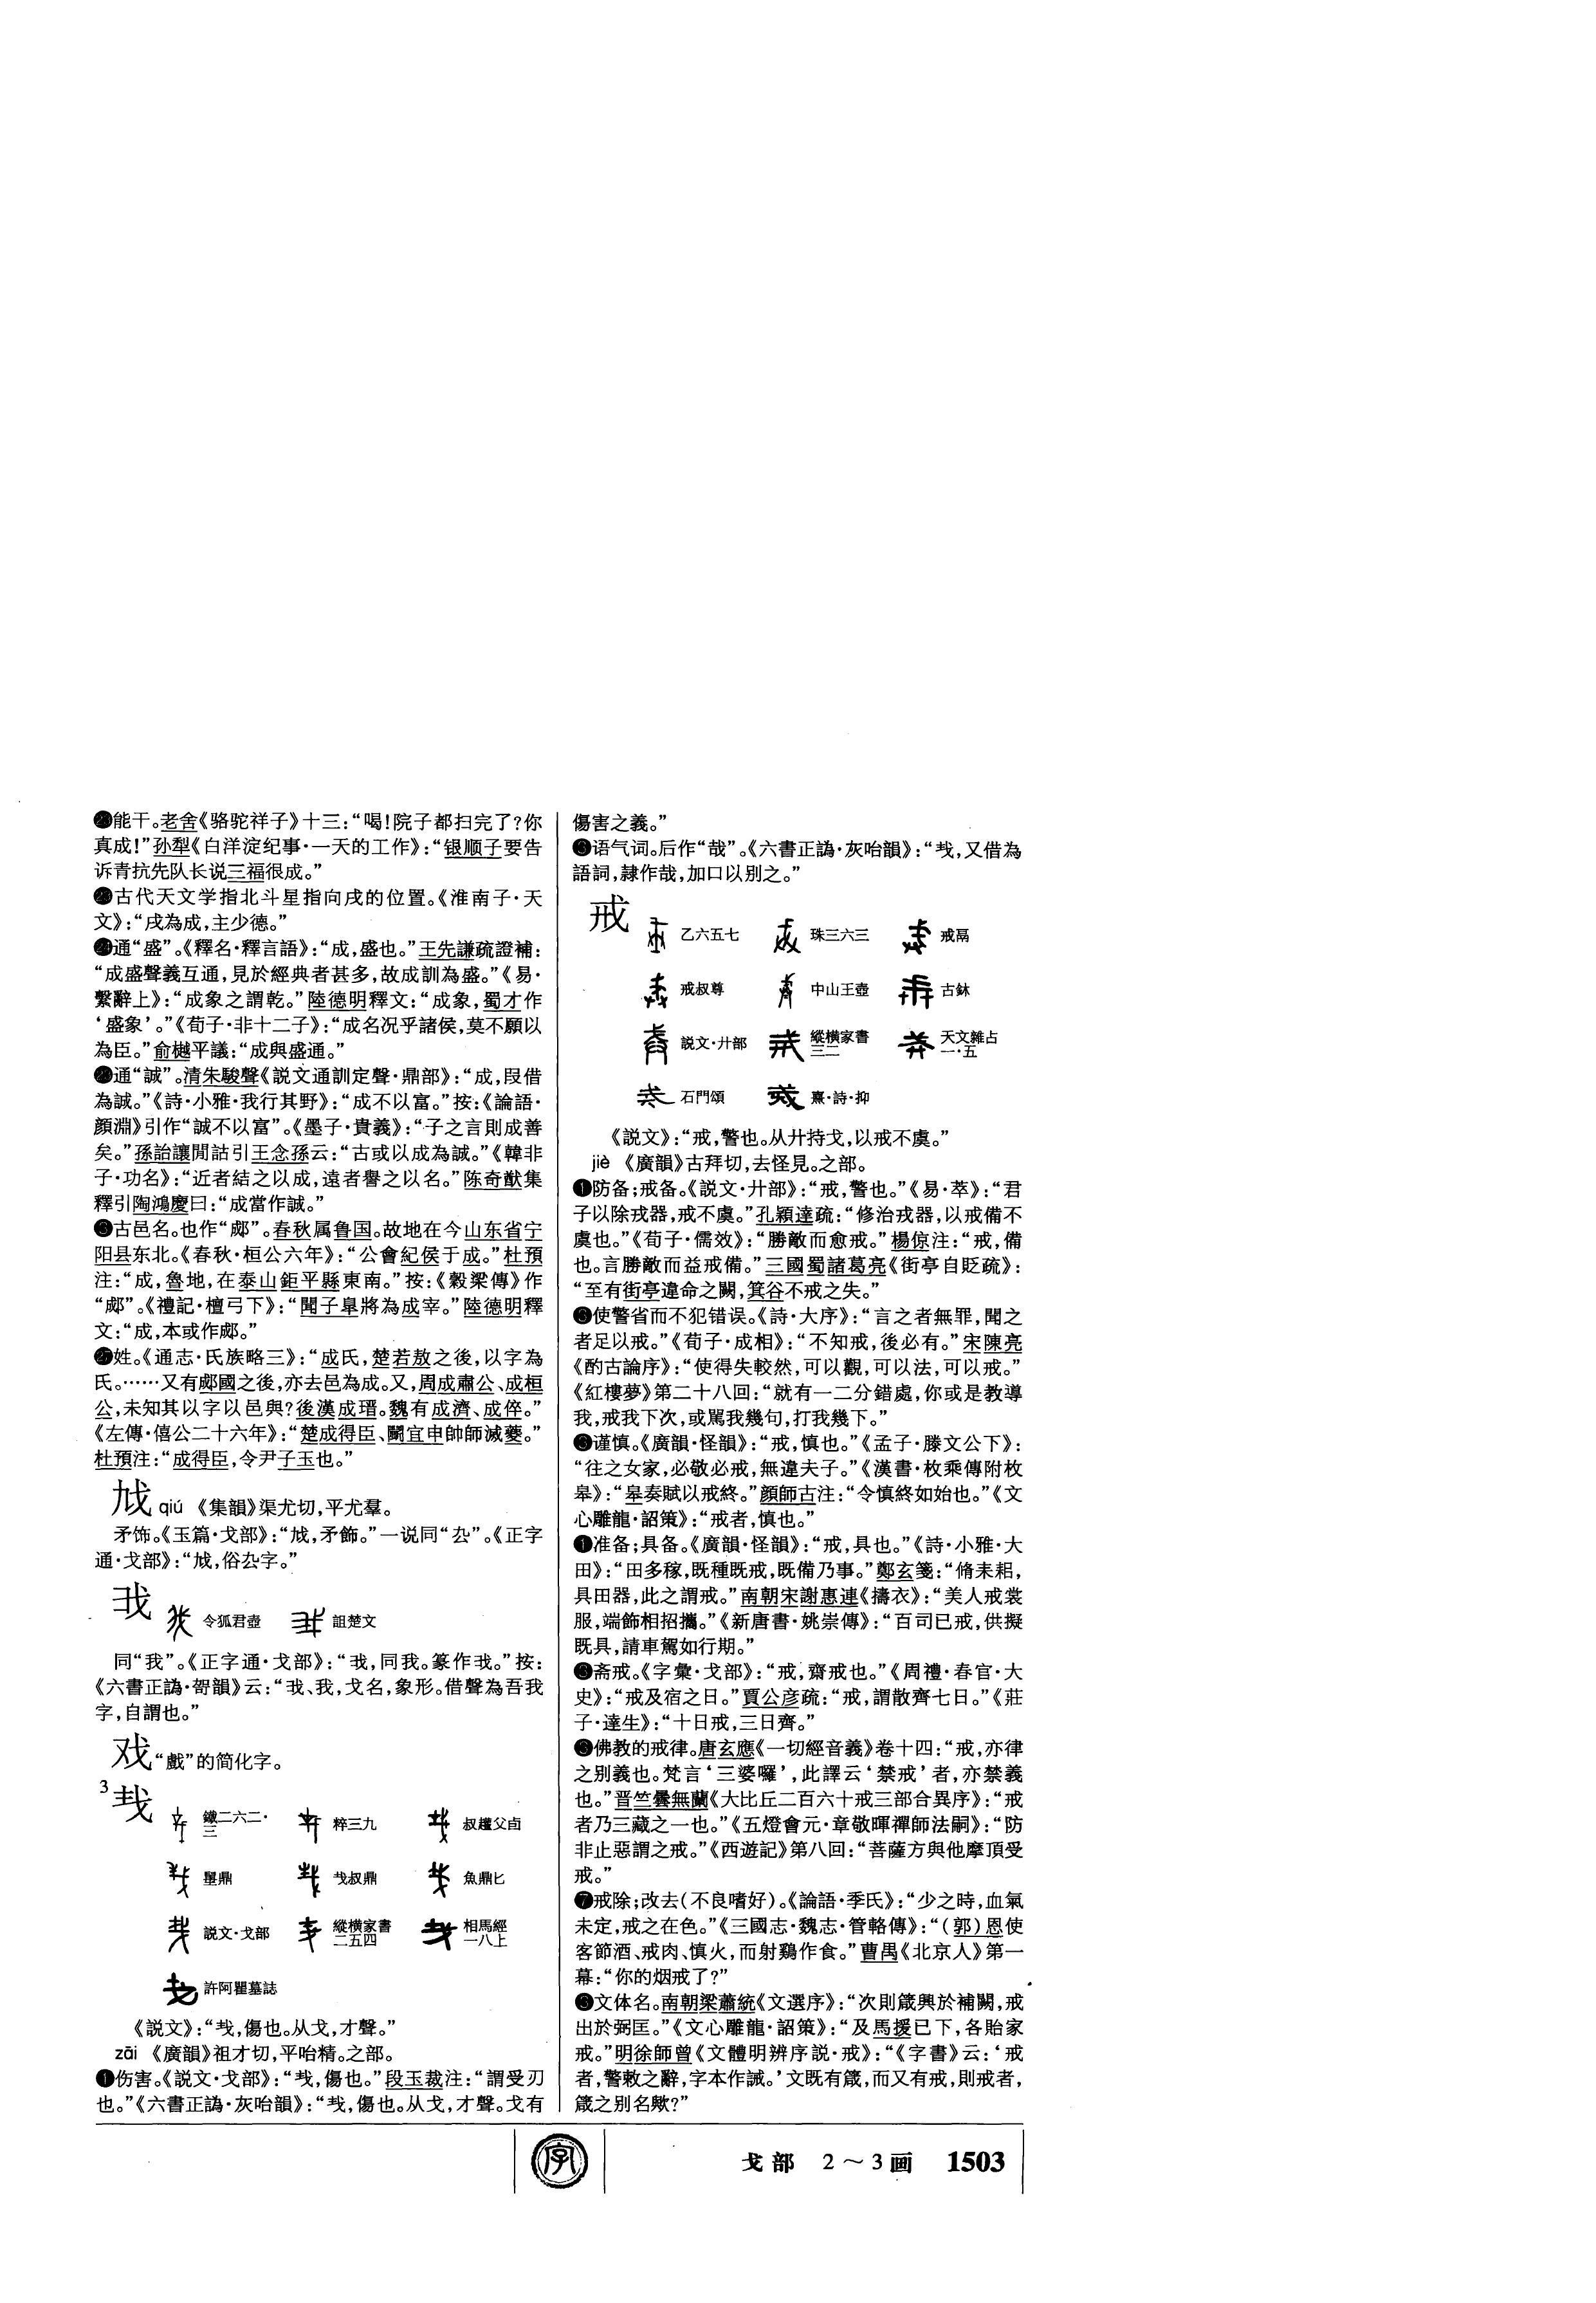 ㉒能干。老舍《骆驼祥子》十三：“喝！院子都扫完了？你
真成！”孙犁《白洋淀纪事·一天的工作》：“银顺子要告
诉青抗先队长说三福很成。”
㉓古代天文学指北斗星指向戌的位置。《淮南子·天
文》：“戌為成，主少德。”
㉔通“盛”。《釋名·釋言語》：“成，盛也。”王先謙疏證補：
“成盛聲義互通，見於經典者甚多，故成訓為盛。”《易·
繫辭上》：“成象之謂乾。”陸德明釋文：“成象，蜀才作
‘盛象’。”《荀子·非十二子》：“成名况乎諸侯，莫不願以
為臣。”俞樾平議：“成與盛通。”
㉕通“誠”。清朱駿聲《説文通訓定聲·鼎部》：“成，叚借
為誠。”《詩·小雅·我行其野》：“成不以富。”按：《論語·
顔淵》引作“誠不以富”。《墨子·貴義》：“子之言則成善
矣。”孫詒讓閒詁引王念孫云：“古或以成為誠。”《韓非
子·功名》：“近者結之以成，遠者譽之以名。”陈奇猷集
釋引陶鴻慶曰：“成當作誠。”
㉖古邑名。也作“郕”。春秋属鲁国。故地在今山东省宁
阳县东北。《春秋·桓公六年》：“公會紀侯于成。”杜預
注：“成，魯地，在泰山鉅平縣東南。”按：《穀梁傳》作
“郕”。《禮記·檀弓下》：“聞子皐將為成宰。”陸德明釋
文：“成，本或作郕。”
㉗姓。《通志·氏族略三》：“成氏，楚若敖之後，以字為
氏。……又有郕國之後，亦去邑為成。又，周成肅公、成桓
公，未知其以字以邑與？後漢成瑨。魏有成濟、成倅。”
《左傳·僖公二十六年》：“楚成得臣、鬭宜申帥師滅夔。”
杜預注：“成得臣，令尹子玉也。”
㦮 qiú 《集韻》渠尤切，平尤羣。
矛饰。《玉篇·戈部》：“㦮，矛飾。”一说同“厹”。《正字
通·戈部》：“㦮，俗厹字。”
𢦐 令狐君壺 詛楚文
同“我”。《正字通·戈部》：“𢦐，同我。篆作𢦐。”按：
《六書正譌·哿韻》云：“𢦐、我，戈名，象形。借聲為吾我
字，自謂也。”
戏 “戲”的简化字。
3 𢦏 鐵二六二·三 粹三九 叔䟒父卣
𤲀鼎 𢦏叔鼎 魚鼎匕
説文·戈部 縱横家書二五四 相馬經一八上
許阿瞿墓誌
《説文》：“𢦏，傷也。从戈，才聲。”
zāi 《廣韻》祖才切，平咍精。之部。
❶伤害。《説文·戈部》：“𢦏，傷也。”段玉裁注：“謂受刃
也。”《六書正譌·灰咍韻》：“𢦏，傷也。从戈，才聲。戈有
傷害之義。”
❷语气词。后作“哉”。《六書正譌·灰咍韻》：“𢦏，又借為
語詞，隸作哉，加口以别之。”
戒 乙六五七 珠三六三 戒鬲
戒叔尊 中山王壺 古鉢
説文·廾部 縱横家書三二 天文雜占一·五
石門頌 熹·詩·抑
《説文》：“戒，警也。从廾持戈，以戒不虞。”
jiè 《廣韻》古拜切，去怪見。之部。
❶防备；戒备。《説文·廾部》：“戒，警也。”《易·萃》：“君
子以除戎器，戒不虞。”孔穎達疏：“修治戎器，以戒備不
虞也。”《荀子·儒效》：“勝敵而愈戒。”楊倞注：“戒，備
也。言勝敵而益戒備。”三國蜀諸葛亮《街亭自貶疏》：
“至有街亭違命之闕，箕谷不戒之失。”
❷使警省而不犯错误。《詩·大序》：“言之者無罪，聞之
者足以戒。”《荀子·成相》：“不知戒，後必有。”宋陳亮
《酌古論序》：“使得失較然，可以觀，可以法，可以戒。”
《紅樓夢》第二十八回：“就有一二分錯處，你或是教導
我，戒我下次，或駡我幾句，打我幾下。”
❸谨慎。《廣韻·怪韻》：“戒，慎也。”《孟子·滕文公下》：
“往之女家，必敬必戒，無違夫子。”《漢書·枚乘傳附枚
皋》：“皋奏賦以戒終。”顔師古注：“令慎終如始也。”《文
心雕龍·詔策》：“戒者，慎也。”
❹准备；具备。《廣韻·怪韻》：“戒，具也。”《詩·小雅·大
田》：“田多稼，既種既戒，既備乃事。”鄭玄箋：“脩耒耜，
具田器，此之謂戒。”南朝宋謝惠連《擣衣》：“美人戒裳
服，端飾相招攜。”《新唐書·姚崇傳》：“百司已戒，供擬
既具，請車駕如行期。”
❺斋戒。《字彙·戈部》：“戒，齋戒也。”《周禮·春官·大
史》：“戒及宿之日。”賈公彦疏：“戒，謂散齊七日。”《莊
子·達生》：“十日戒，三日齊。”
❻佛教的戒律。唐玄應《一切經音義》卷十四：“戒，亦律
之别義也。梵言‘三婆囉’，此譯云‘禁戒’者，亦禁義
也。”晋竺曇無蘭《大比丘二百六十戒三部合異序》：“戒
者乃三藏之一也。”《五燈會元·章敬暉禪師法嗣》：“防
非止惡謂之戒。”《西遊記》第八回：“菩薩方與他摩頂受
戒。”
❼戒除；改去（不良嗜好）。《論語·季氏》：“少之時，血氣
未定，戒之在色。”《三國志·魏志·管輅傳》：“（郭）恩使
客節酒、戒肉、慎火，而射鷄作食。”曹禺《北京人》第一
幕：“你的烟戒了？”
❽文体名。南朝梁蕭統《文選序》：“次則箴興於補闕，戒
出於弼匡。”《文心雕龍·詔策》：“及馬援已下，各貽家
戒。”明徐師曾《文體明辨序説·戒》：“《字書》云：‘戒
者，警敕之辭，字本作誡。’文既有箴，而又有戒，則戒者，
箴之别名歟？”
字 戈部 2～3画 1503